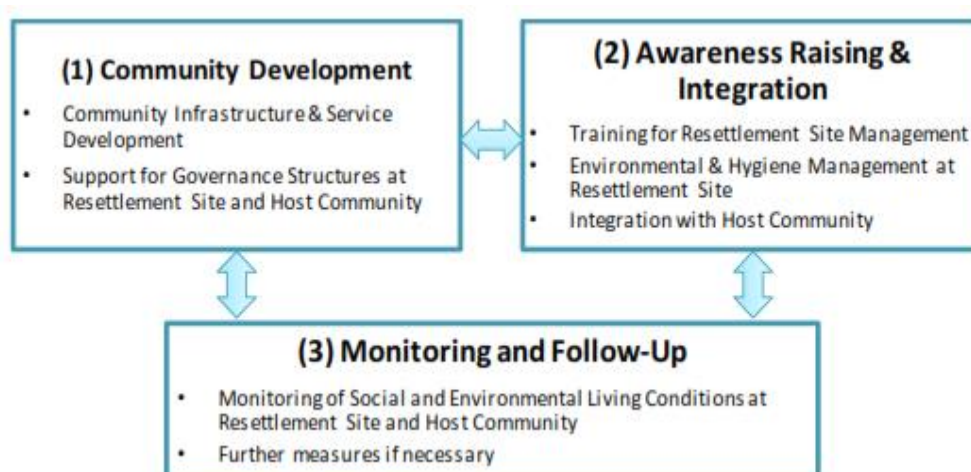 (1) Community Development
• Community Infrastructure & Service
Development
• Support for Governance Structures at
Resettlement Site and Host Community
(2) Awareness Raising &
Integration
• Training for Resettlement Site Management
• Environmental & Hygiene Management at
Resettlement Site
• Integration with Host Community
(3) Monitoring and Follow-Up
• Monitoring of Social and Environmental Living Conditions at
Resettlement Site and Host Community
• Further measures if necessary